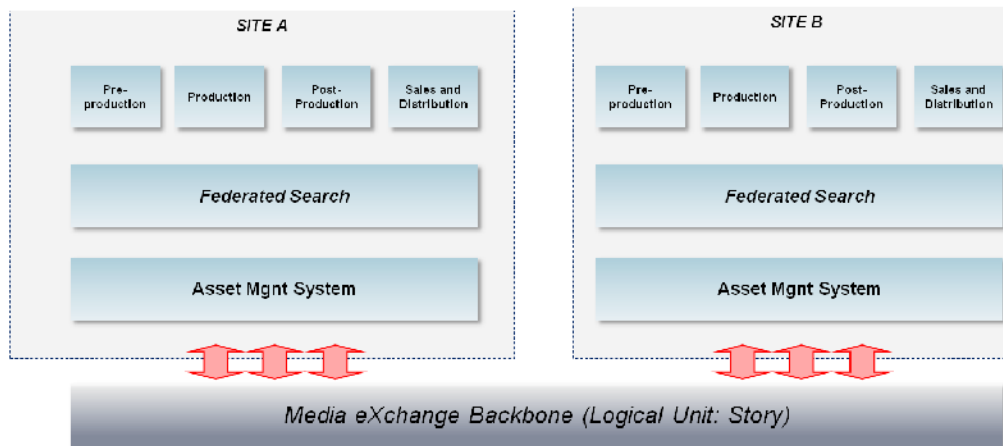 SITE A
Pre-
production
Production
Post-
Production
Sales and
Distribution
Federated Search
Asset Mgnt System
SITE B
Pre-
production
Production
Post-
Production
Sales and
Distribution
Federated Search
Asset Mgnt System
Media eXchange Backbone (Logical Unit: Story)